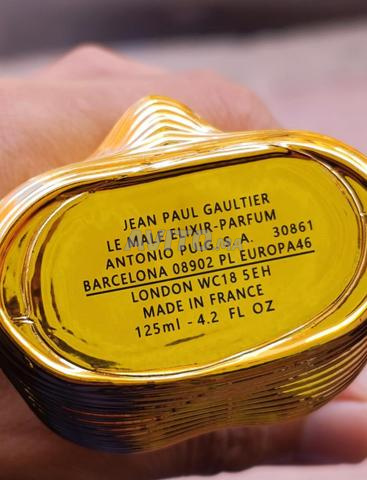 JEAN PAUL GAULTIER
LE MALE ELIXIR-PARFUM
ANTONIO PUIG. S. A. 30861
BARCELONA 08902 PL EUROPA46
LONDON WC18 5EH
MADE IN FRANCE
125ml - 4.2 FL OZ